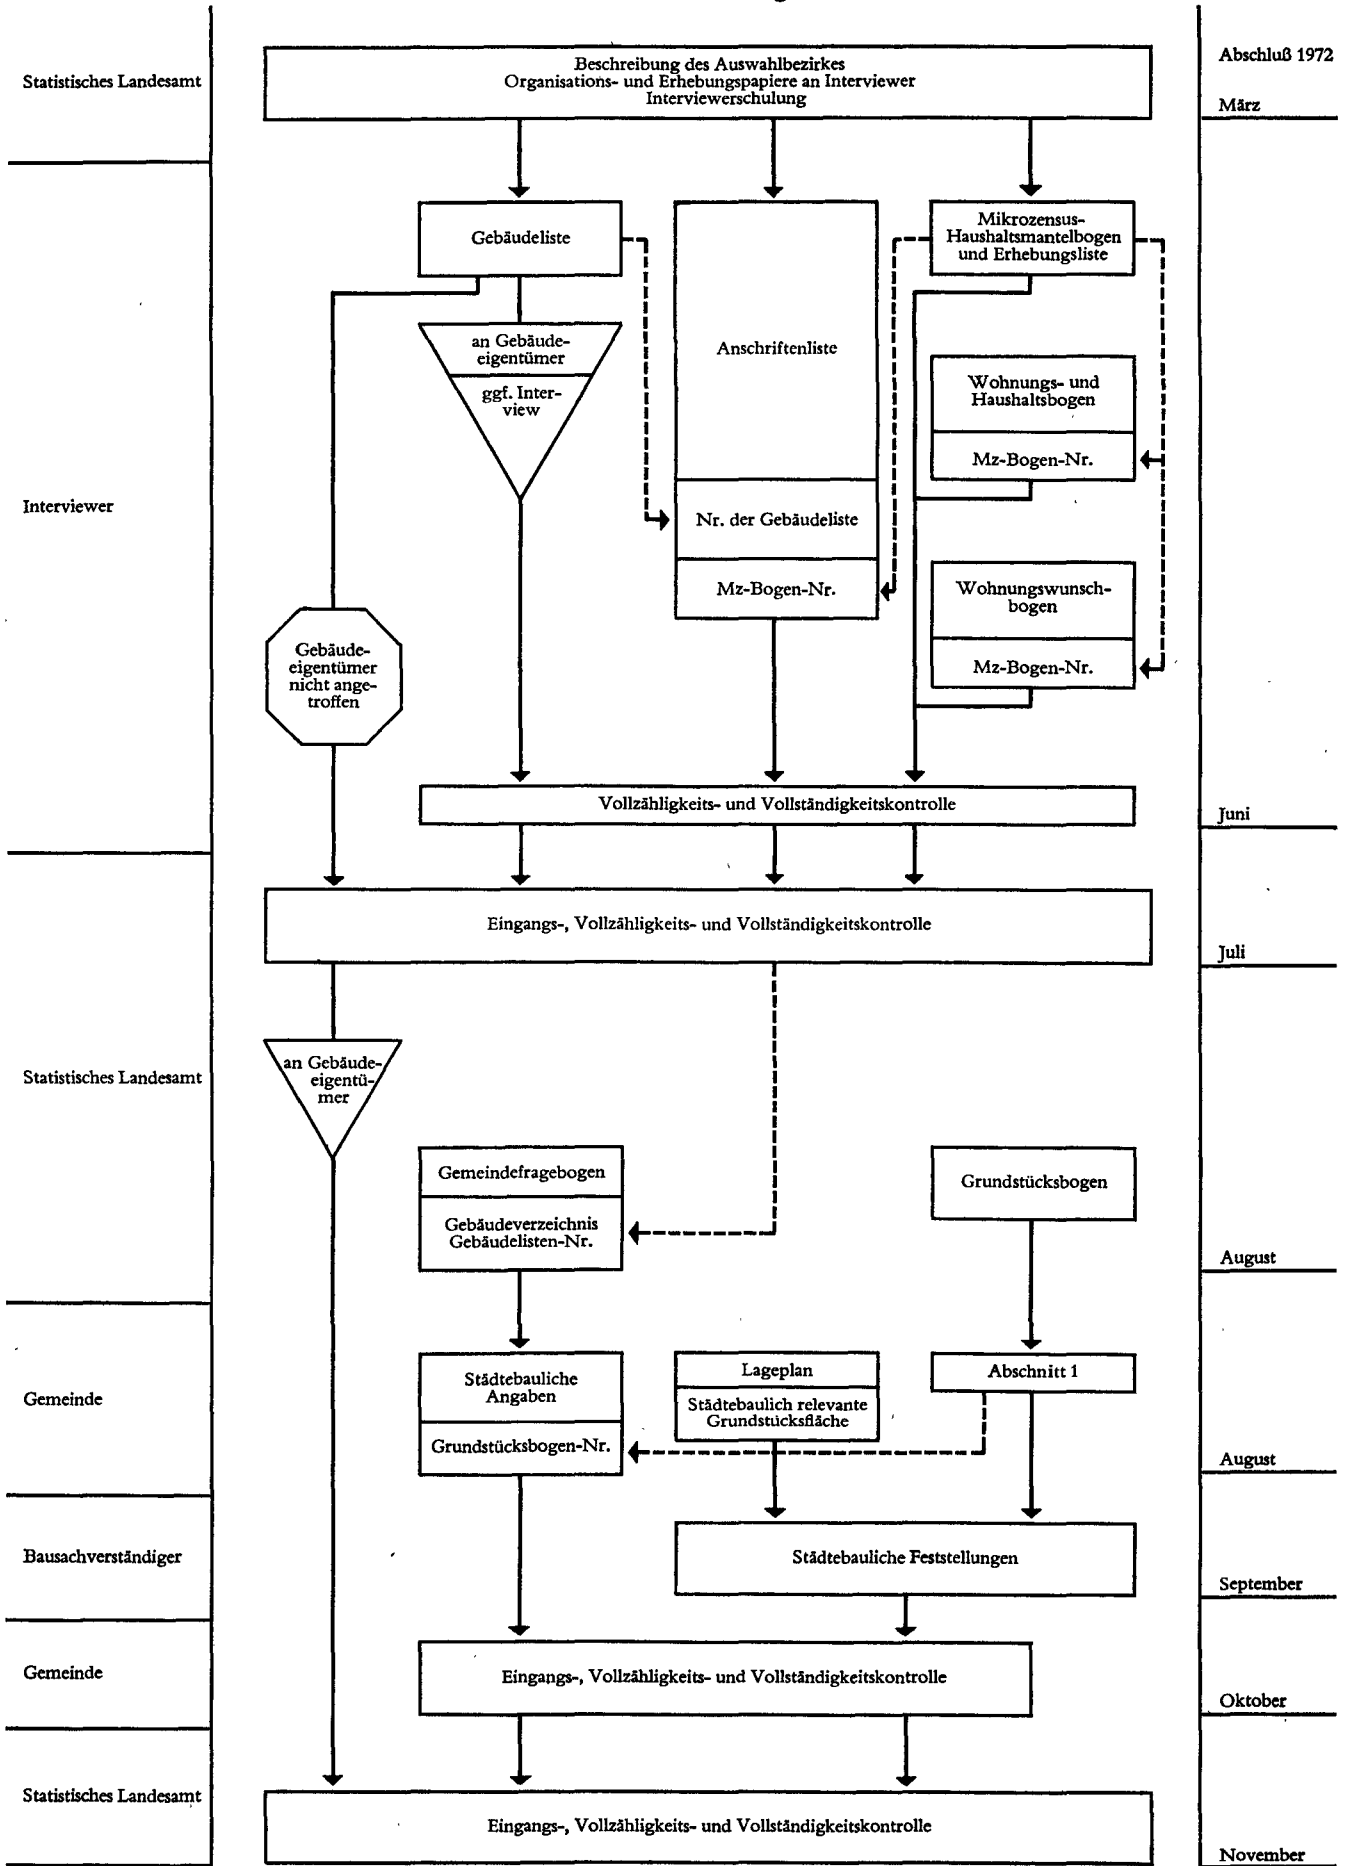 Abschluß 1972
Statistisches Landesamt
Beschreibung des Auswahlbezirkes
Organisations- und Erhebungspapiere an Interviewer
Interviewerschulung
März
Gebäudeliste
Mikrozensus-
Haushaltsmantelbogen
und Erhebungsliste
an Gebäude-
eigentümer
ggf. Inter-
view
Anschriftenliste
Wohnungs- und
Haushaltsbogen
Mz-Bogen-Nr.
Interviewer
Nr. der Gebäudeliste
Mz-Bogen-Nr.
Wohnungswunsch-
bogen
Mz-Bogen-Nr.
Gebäude-
eigentümer
nicht ange-
troffen
Vollzähligkeits- und Vollständigkeitskontrolle
Juni
Eingangs-, Vollzähligkeits- und Vollständigkeitskontrolle
Juli
Statistisches Landesamt
an Gebäude-
eigentü-
mer
Gemeindefragebogen
Gebäudeverzeichnis
Gebäudelisten-Nr.
Grundstücksbogen
August
Gemeinde
Städtebauliche
Angaben
Grundstücksbogen-Nr.
Lageplan
Städtebaulich relevante
Grundstücksfläche
Abschnitt 1
August
Bausachverständiger
Städtebauliche Feststellungen
September
Gemeinde
Eingangs-, Vollzähligkeits- und Vollständigkeitskontrolle
Oktober
Statistisches Landesamt
Eingangs-, Vollzähligkeits- und Vollständigkeitskontrolle
November